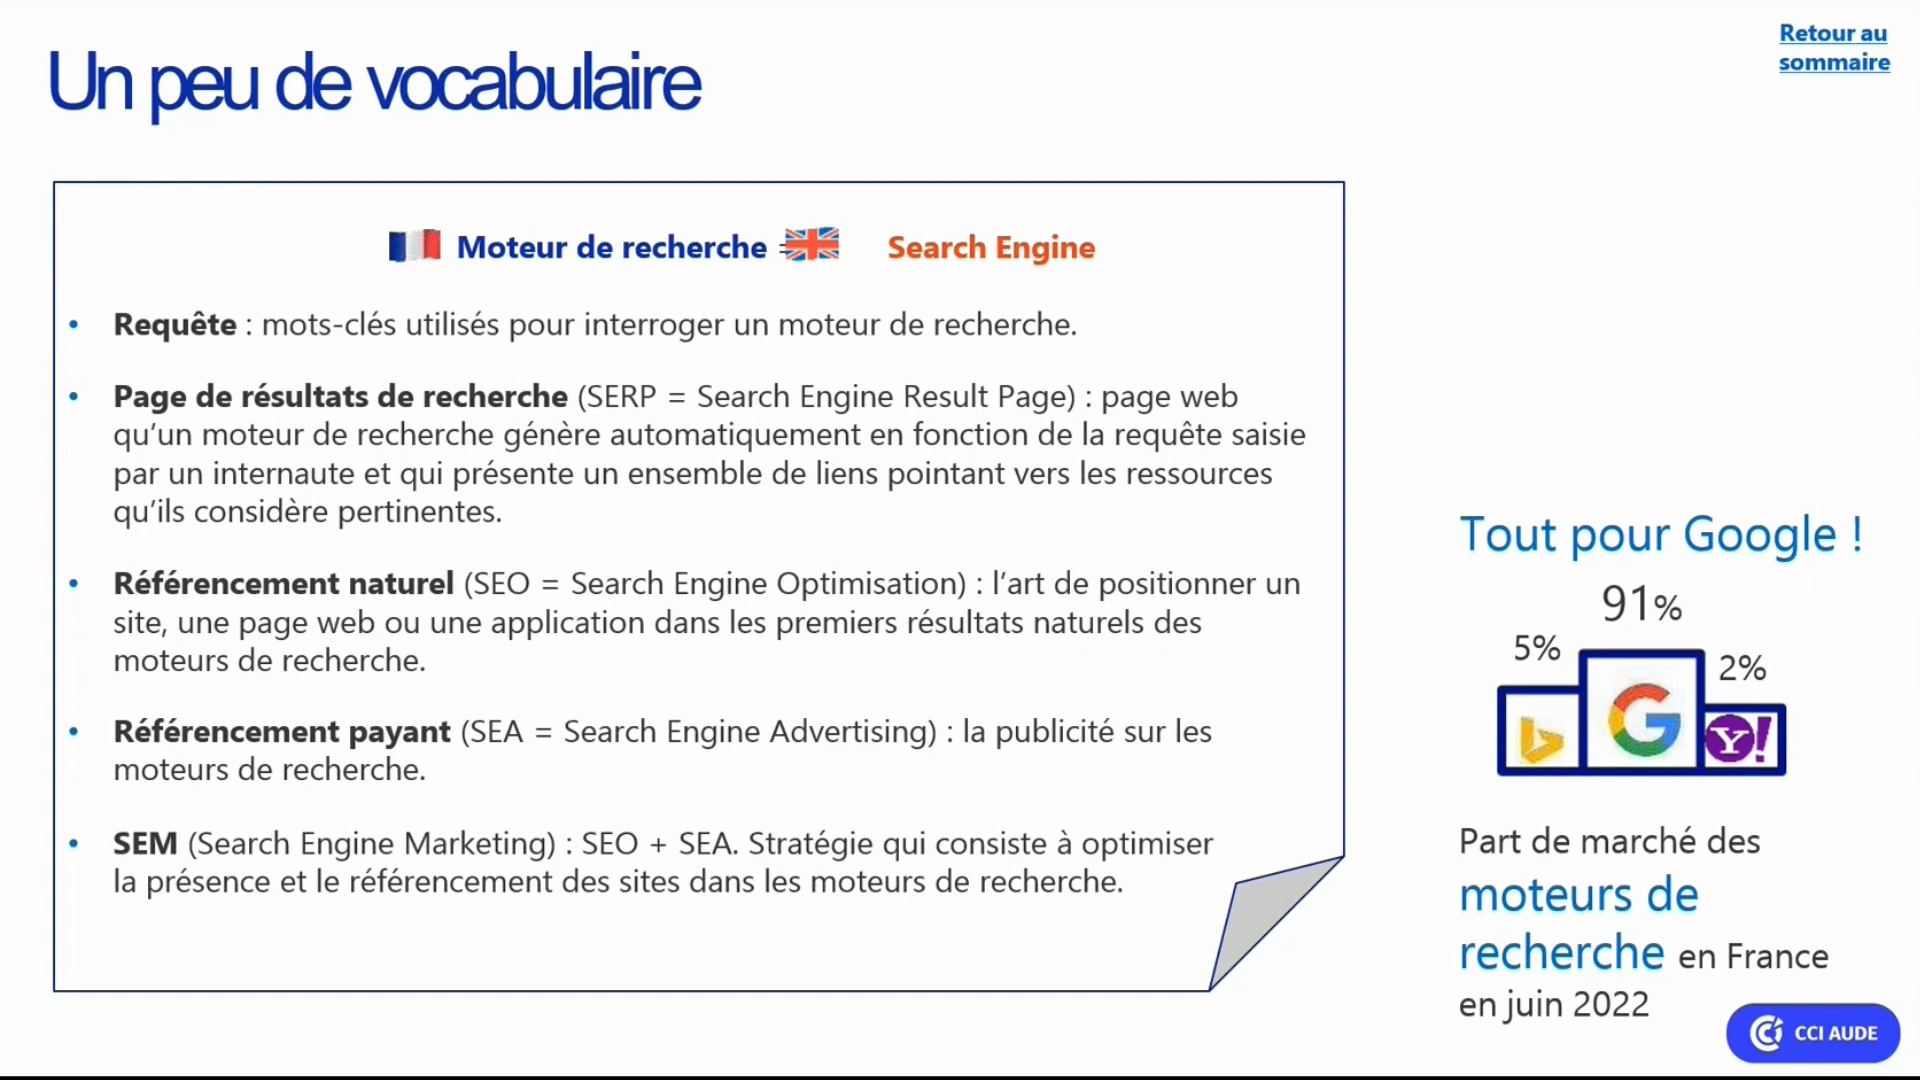 Retour au
sommaire
Un peu de vocabulaire
Moteur de recherche = Search Engine
• Requête : mots-clés utilisés pour interroger un moteur de recherche.
• Page de résultats de recherche (SERP = Search Engine Result Page) : page web
qu’un moteur de recherche génère automatiquement en fonction de la requête saisie
par un internaute et qui présente un ensemble de liens pointant vers les ressources
qu’ils considère pertinentes.
• Référencement naturel (SEO = Search Engine Optimisation) : l’art de positionner un
site, une page web ou une application dans les premiers résultats naturels des
moteurs de recherche.
• Référencement payant (SEA = Search Engine Advertising) : la publicité sur les
moteurs de recherche.
• SEM (Search Engine Marketing) : SEO + SEA. Stratégie qui consiste à optimiser
la présence et le référencement des sites dans les moteurs de recherche.
Tout pour Google !
91%
5%
2%
G
Y!
Part de marché des
moteurs de
recherche en France
en juin 2022
CCI AUDE